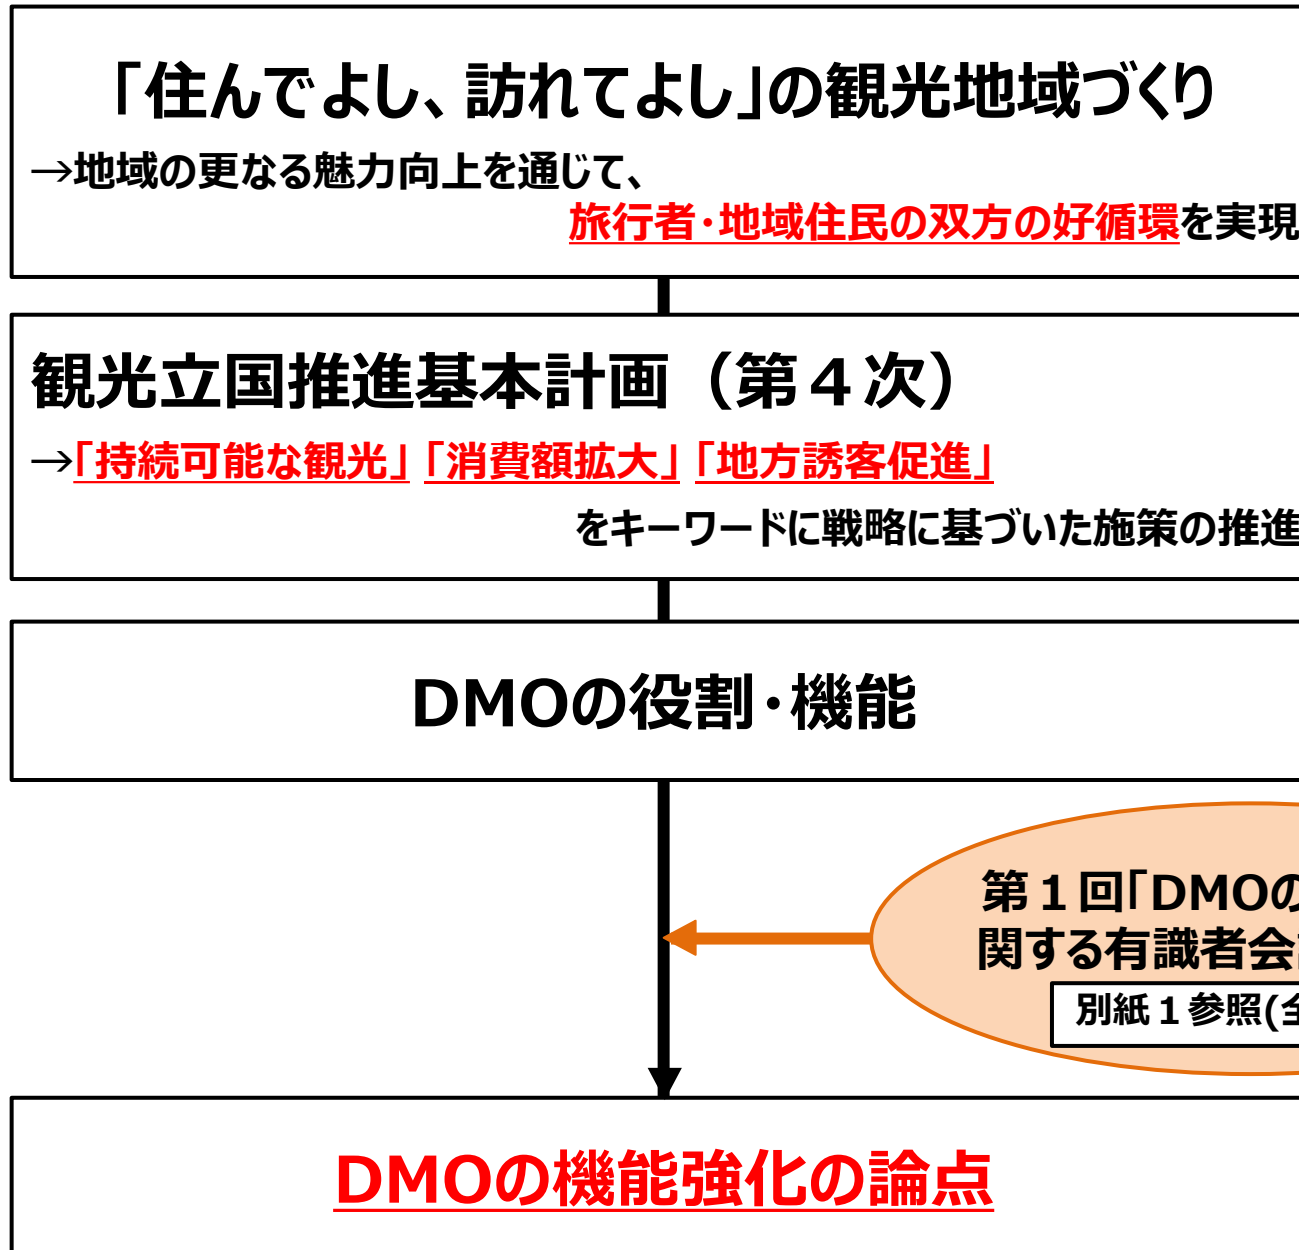 「住んでよし、訪れてよし」の観光地域づくり
→地域の更なる魅力向上を通じて、
旅行者・地域住民の双方の好循環を実現
観光立国推進基本計画（第４次）
→「持続可能な観光」「消費額拡大」「地方誘客促進」
をキーワードに戦略に基づいた施策の推進
DMOの役割・機能
第１回「DMOの
関する有識者会
別紙１参照(全
DMOの機能強化の論点